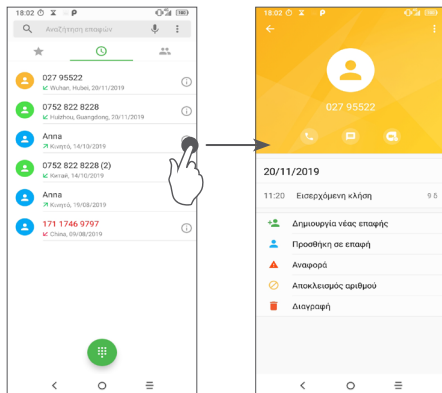 18:02
Αναζήτηση επαφών
027 95522
Wuhan, Hubei, 20/11/2019
0752 822 8228
Huizhou, Guangdong, 20/11/2019
Anna
Κινητό, 14/10/2019
0752 822 8228 (2)
Κινητό, 14/10/2019
Anna
Κινητό, 19/08/2019
171 1746 9797
China, 09/08/2019
18:02
027 95522
20/11/2019
11:20 Εισερχόμενη κλήση 9 δ
Δημιουργία νέας επαφής
Προσθήκη σε επαφή
Αναφορά
Αποκλεισμός αριθμού
Διαγραφή